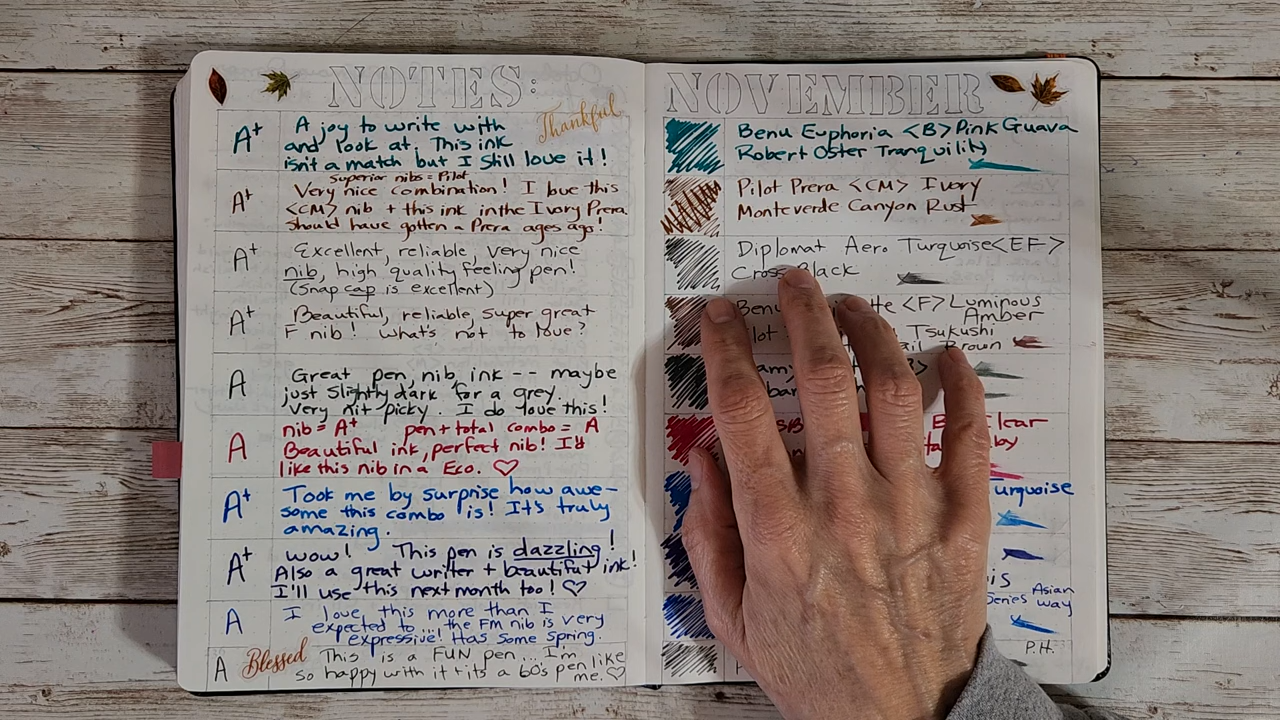 NOTES:
Thankful
A+ A joy to write with
and look at. This ink
isn't a match but I still love it!
superior nibs = Pilot
A+ Very nice combination! I love this
<CM> nib + this ink in the Ivory Prera.
should have gotten a Prera ages ago!
A+ Excellent, reliable, very nice
nib, high quality feeling pen!
(snap cap is excellent)
A+ Beautiful, reliable, super great
F nib! what's not to love?
A Great pen, nib, ink -- maybe
just slightly dark for a grey.
Very nit picky. I do love this!
nib = A+ pen + total combo = A
A Beautiful ink, perfect nib! I'd
like this nib in a Eco. ♡
A+ Took me by surprise how awe-
some this combo is! It's truly
amazing.
A+ wow! This pen is dazzling!
Also a great writer + beautiful ink!
I'll use this next month too! ♡
A I love, this more than I
expected to... the FM nib is very
expressive! Has some spring.
A Blessed This is a FUN pen... I'm
so happy with it + its a 60's pen like
me. ♡
NOVEMBER
Benu Euphoria <B> Pink Guava
Robert Oster Tranquility
Pilot Prera <CM> Ivory
Monteverde Canyon Rust
Diplomat Aero Turquoise <EF>
Cross Black
Benu <F> Luminous
Amber
Tsukushi
Brown
Clear
urquoise
Asian
Series way
P.H.